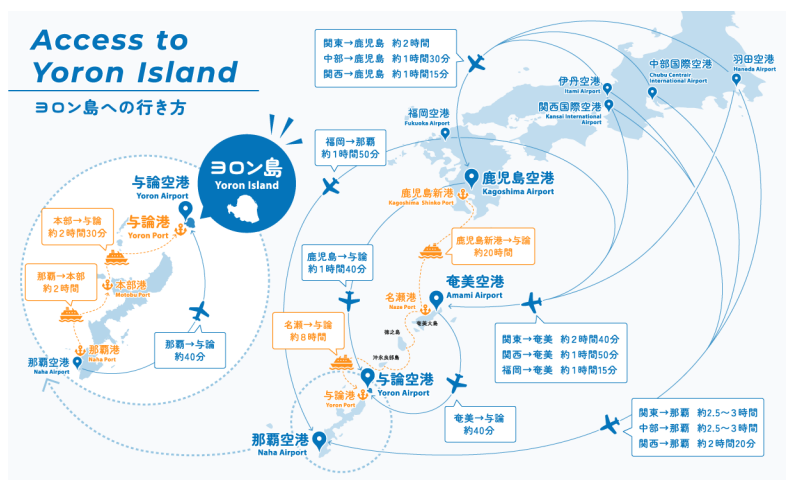 Access to
Yoron Island
ヨロン島への行き方
関東→鹿児島 約2時間
中部→鹿児島 約1時間30分
関西→鹿児島 約1時間15分
中部国際空港
Chubu Centrair
International Airport
羽田空港
Haneda Airport
伊丹空港
Itami Airport
関西国際空港
Kansai International
Airport
福岡空港
Fukuoka Airport
福岡→那覇
約1時間50分
ヨロン島
Yoron Island
与論空港
Yoron Airport
与論港
Yoron Port
本部→与論
約2時間30分
那覇→本部
約2時間
本部港
Motobu Port
那覇港
Naha Port
那覇空港
Naha Airport
那覇→与論
約40分
鹿児島空港
Kagoshima Airport
鹿児島新港
Kagoshima Shinko Port
鹿児島新港→与論
約20時間
鹿児島→与論
約1時間40分
奄美空港
Amami Airport
名瀬港
Naze Port
奄美大島
徳之島
沖永良部島
名瀬→与論
約8時間
関東→奄美 約2時間40分
関西→奄美 約1時間50分
福岡→奄美 約1時間15分
与論空港
Yoron Airport
与論港
Yoron Port
奄美→与論
約40分
那覇空港
Naha Airport
関東→那覇 約2.5〜3時間
中部→那覇 約2.5〜3時間
関西→那覇 約2時間20分